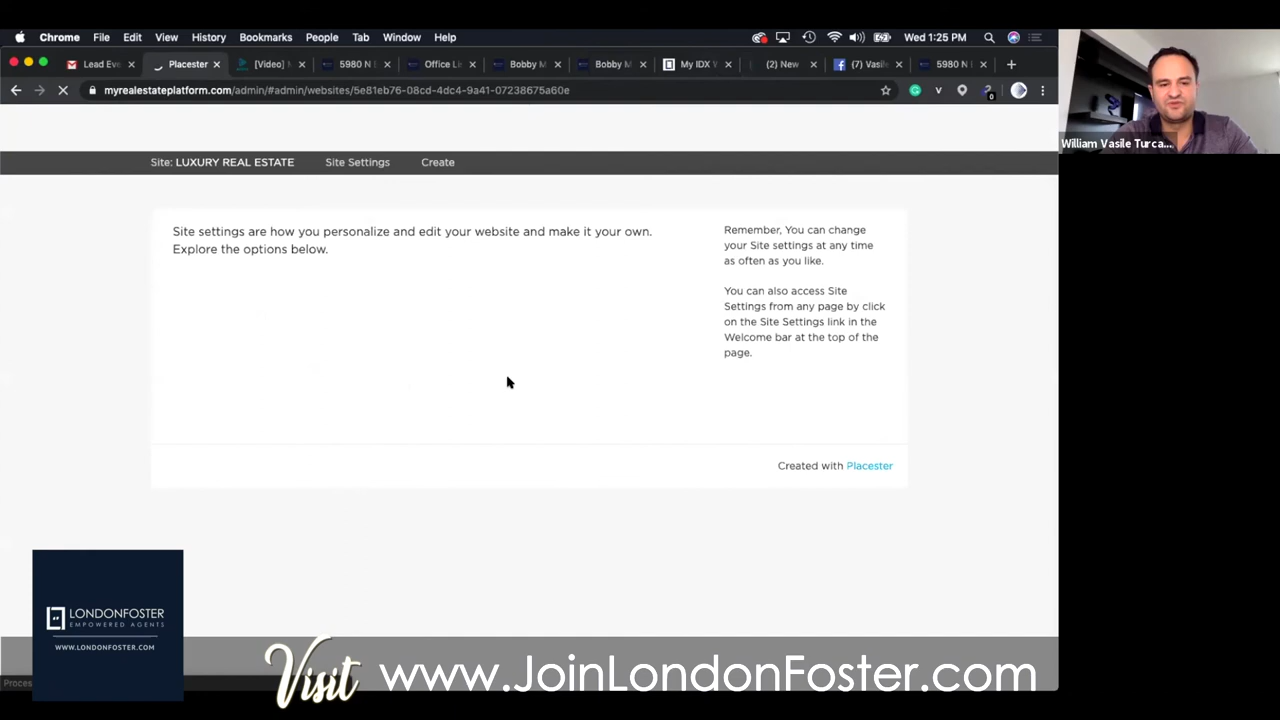 Chrome File Edit View History Bookmarks People Tab Window Help
Wed 1:25 PM
Lead Eve
Placester
(Video) M
5980 N E
Office Li
Bobby M
Bobby M
My IDX W
(2) New
(7) Vasile
5980 N E
myrealestateplatform.com/admin/#admin/websites/5e81eb76-08cd-4dc4-9a41-07238675a60e
William Vasile Turca...
Site: LUXURY REAL ESTATE Site Settings Create
Site settings are how you personalize and edit your website and make it your own.
Explore the options below.
Remember, You can change
your Site settings at any time
as often as you like.
You can also access Site
Settings from any page by click
on the Site Settings link in the
Welcome bar at the top of the
page.
Created with Placester
LONDONFOSTER
EMPOWERED AGENTS
WWW.LONDONFOSTER.COM
Visit www.JoinLondonFoster.com
Proces